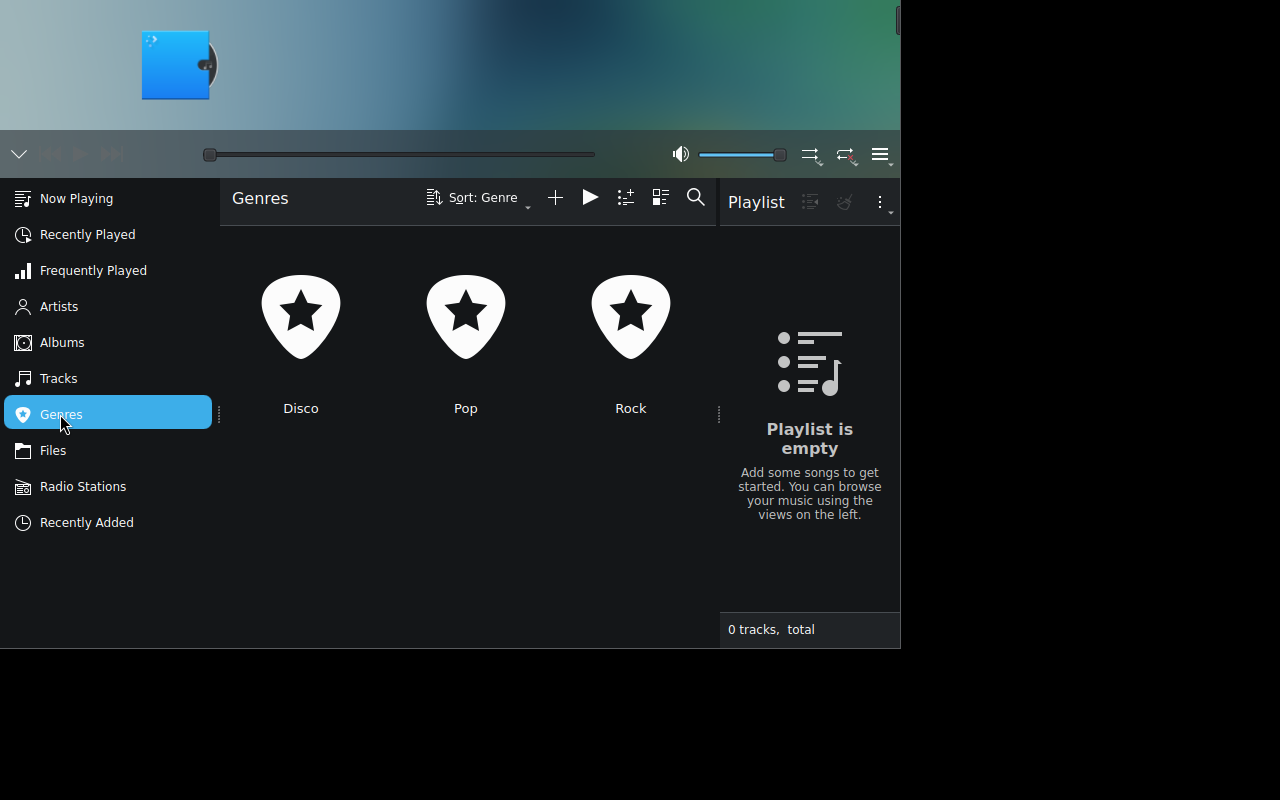 Now Playing
Recently Played
Frequently Played
Artists
Albums
Tracks
Genres
Files
Radio Stations
Recently Added
Genres
Sort: Genre
Disco
Pop
Rock
Playlist
Playlist is
empty
Add some songs to get
started. You can browse
your music using the
views on the left.
0 tracks,  total